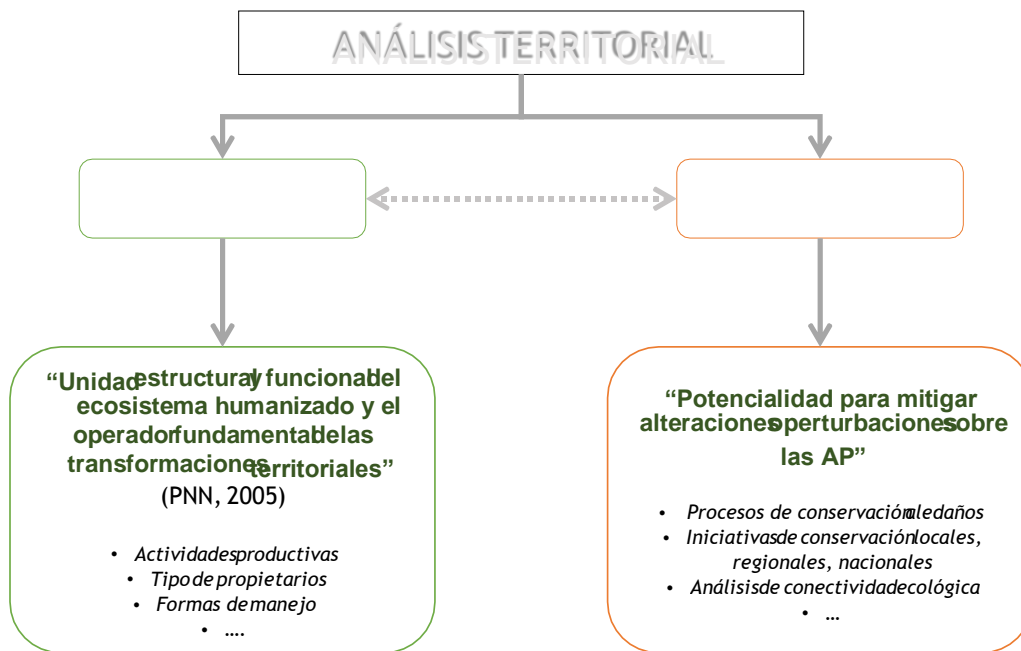 ANÁLISIS TERRITORIAL
“Unidad estructural y funcional del
ecosistema humanizado y el
operador fundamental de las
transformaciones territoriales”
(PNN, 2005)
• Actividades productivas
• Tipo de propietarios
• Formas de manejo
• ....
“Potencialidad para mitigar
alteraciones o perturbaciones sobre
las AP”
• Procesos de conservación aledaños
• Iniciativas de conservación locales,
regionales, nacionales
• Análisis de conectividad ecológica
• …